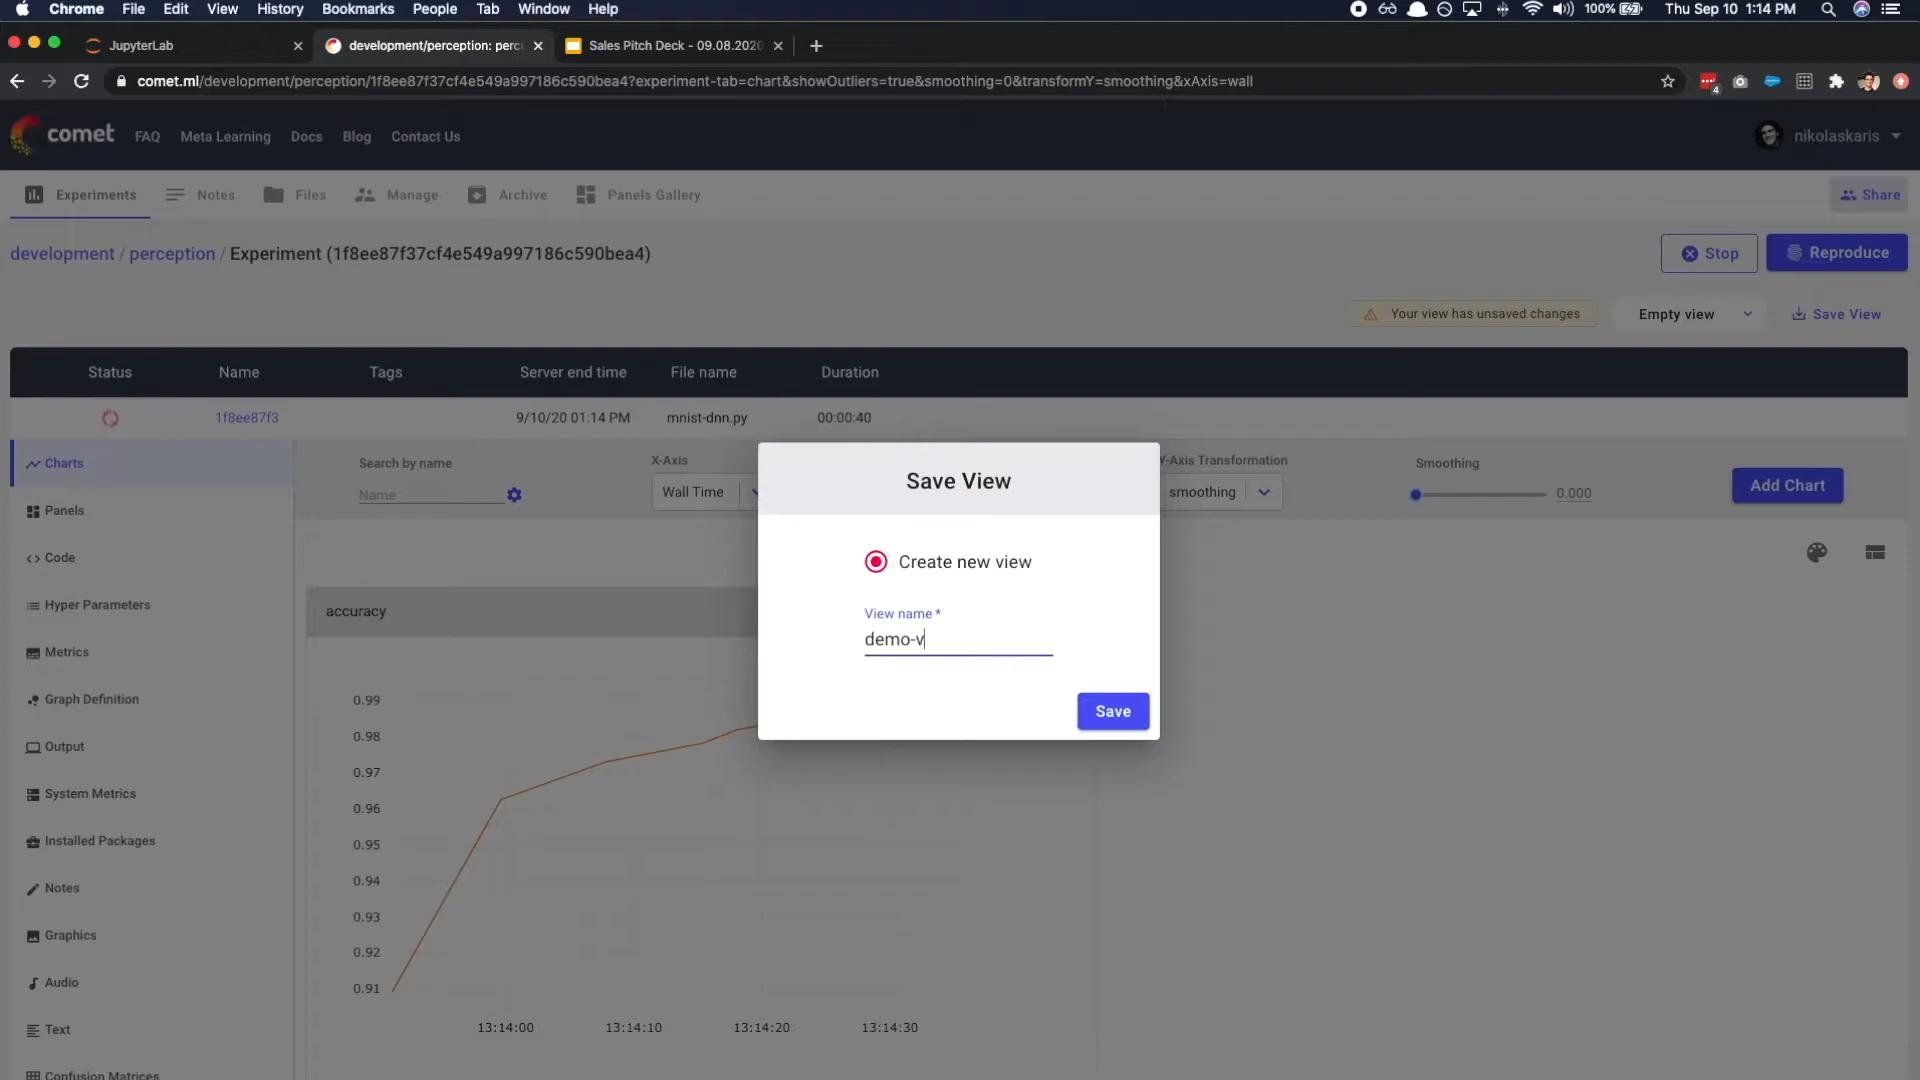 Chrome File Edit View History Bookmarks People Tab Window Help 100% Thu Sep 10 1:14 PM
JupyterLab development/perception: perc Sales Pitch Deck - 09.08.2020
comet.ml/development/perception/1f8ee87f37cf4e549a997186c590bea4?experiment-tab=chart&showOutliers=true&smoothing=0&transformY=smoothing&xAxis=wall 4
comet FAQ Meta Learning Docs Blog Contact Us nikolaskaris
Experiments Notes Files Manage Archive Panels Gallery Share
development / perception / Experiment (1f8ee87f37cf4e549a997186c590bea4) Stop Reproduce
Your view has unsaved changes Empty view Save View
Status Name Tags Server end time File name Duration
1f8ee87f3 9/10/20 01:14 PM mnist-dnn.py 00:00:40
Charts
Panels
Code
Hyper Parameters
Metrics
Graph Definition
Output
System Metrics
Installed Packages
Notes
Graphics
Audio
Text
Confusion Matrices
Search by name X-Axis Y-Axis Transformation Smoothing
Name Wall Time smoothing 0.000 Add Chart
Save View
Create new view
View name *
demo-v
Save
accuracy
0.99
0.98
0.97
0.96
0.95
0.94
0.93
0.92
0.91
13:14:00 13:14:10 13:14:20 13:14:30